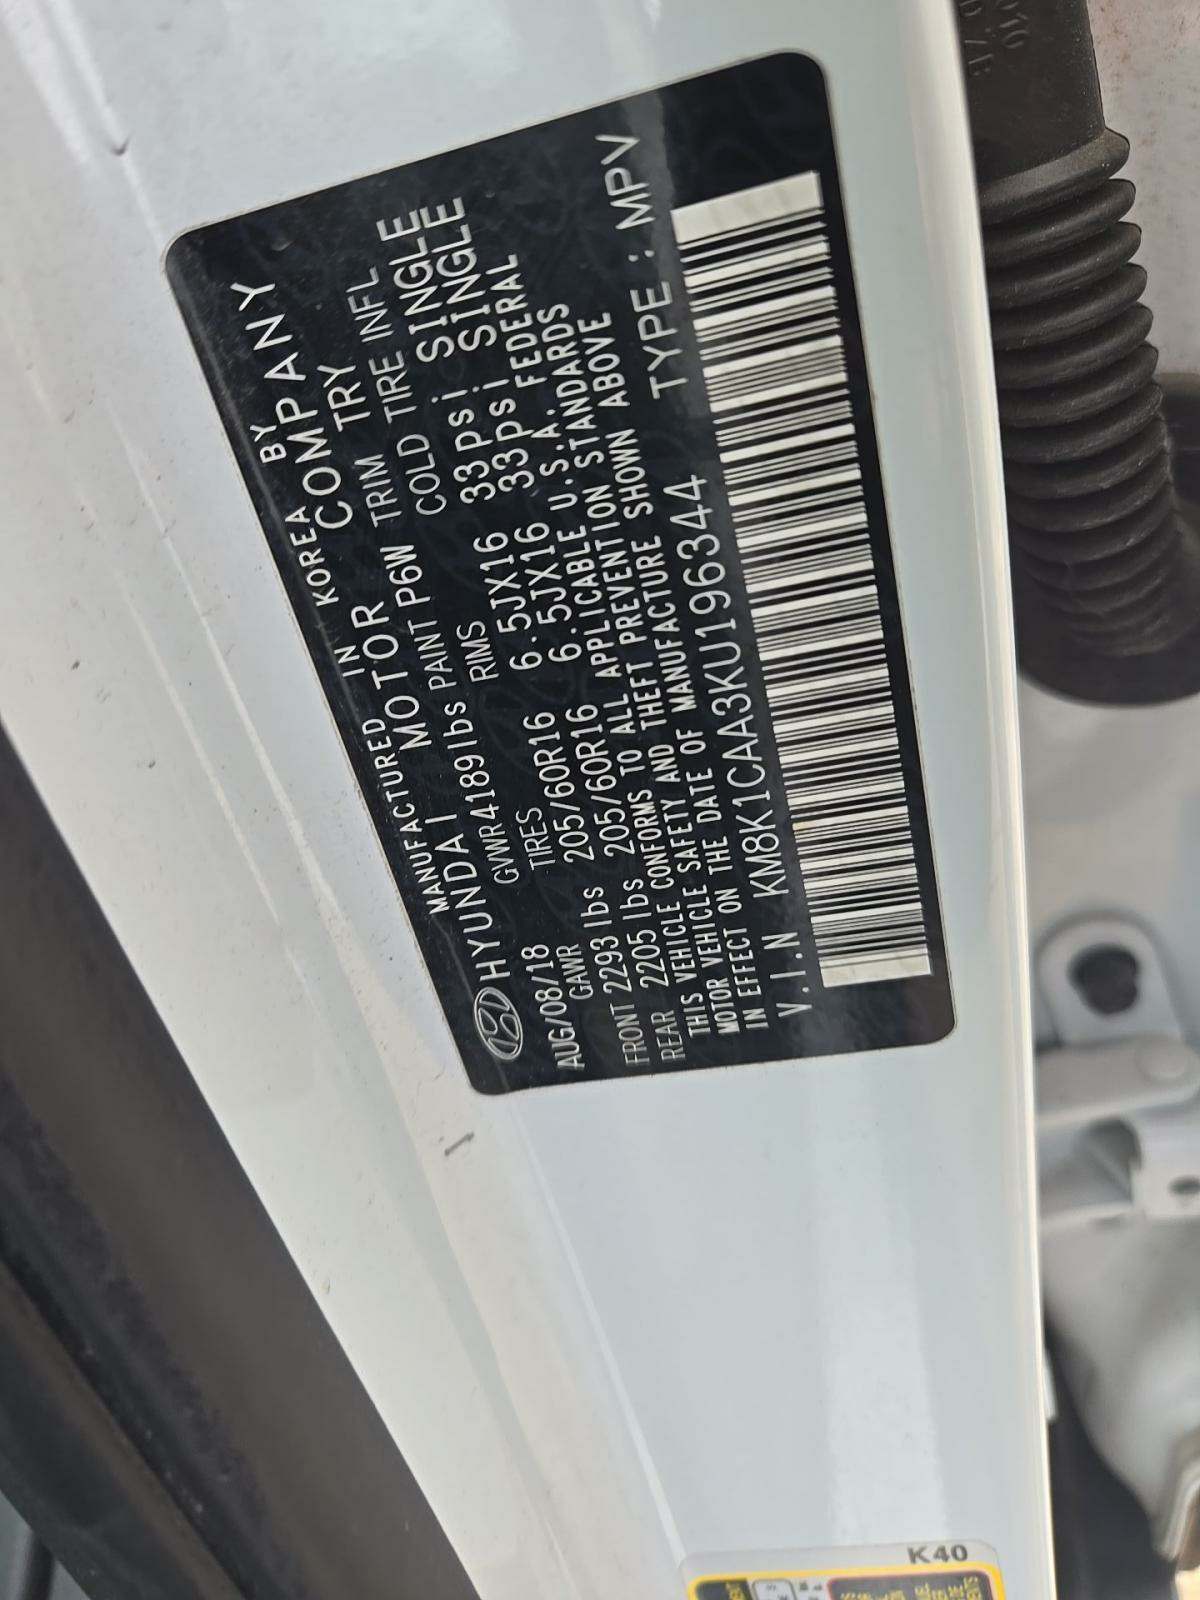 MANUFACTURED IN KOREA BY
HYUNDAI MOTOR COMPANY
AUG/08/18 GVWR 4189lbs PAINT P6W TRIM TRY
GAWR TIRES RIMS COLD TIRE INFL
FRONT 2293 lbs 205/60R16 6.5JX16 33psi SINGLE
REAR 2205 lbs 205/60R16 6.5JX16 33psi SINGLE
THIS VEHICLE CONFORMS TO ALL APPLICABLE U.S.A. FEDERAL
MOTOR VEHICLE SAFETY AND THEFT PREVENTION STANDARDS
IN EFFECT ON THE DATE OF MANUFACTURE SHOWN ABOVE
V.I.N KM8K1CAA3KU196344 TYPE : MPV
K40